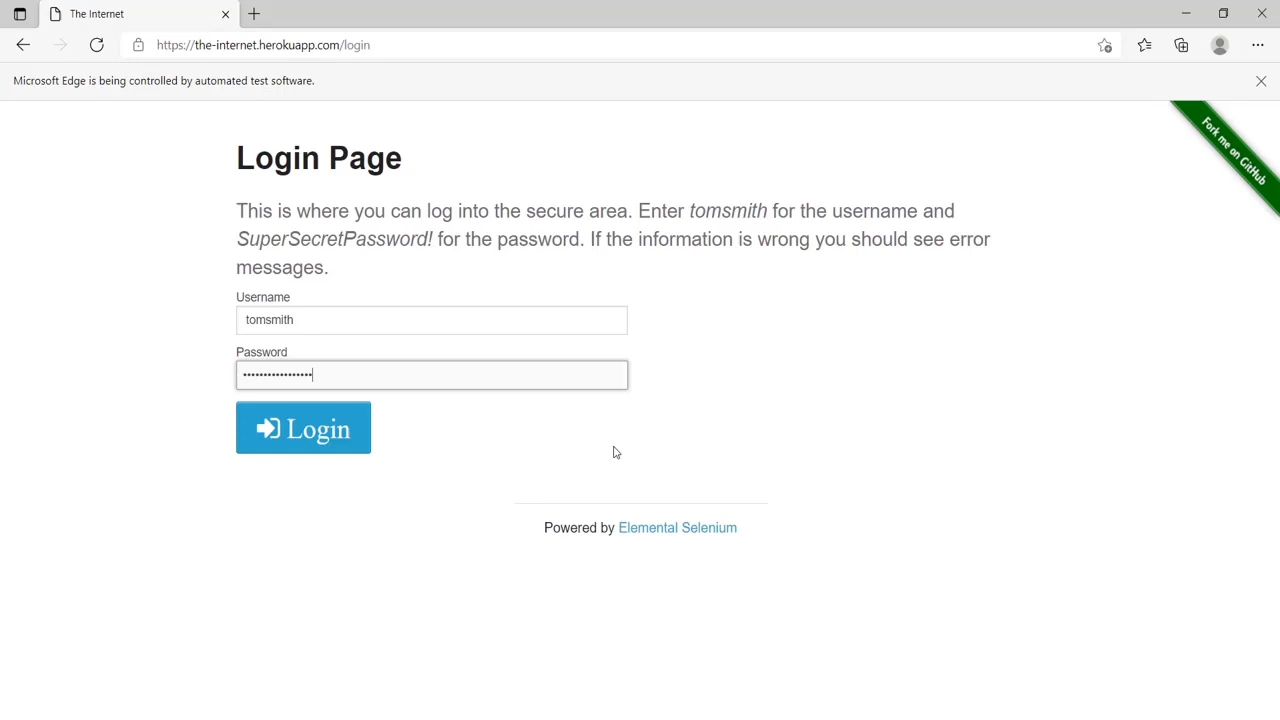 The Internet
https://the-internet.herokuapp.com/login
Microsoft Edge is being controlled by automated test software.
Fork me on GitHub
Login Page
This is where you can log into the secure area. Enter tomsmith for the username and
SuperSecretPassword! for the password. If the information is wrong you should see error
messages.
Username
tomsmith
Password
•••••••••••••••••
Login
Powered by Elemental Selenium